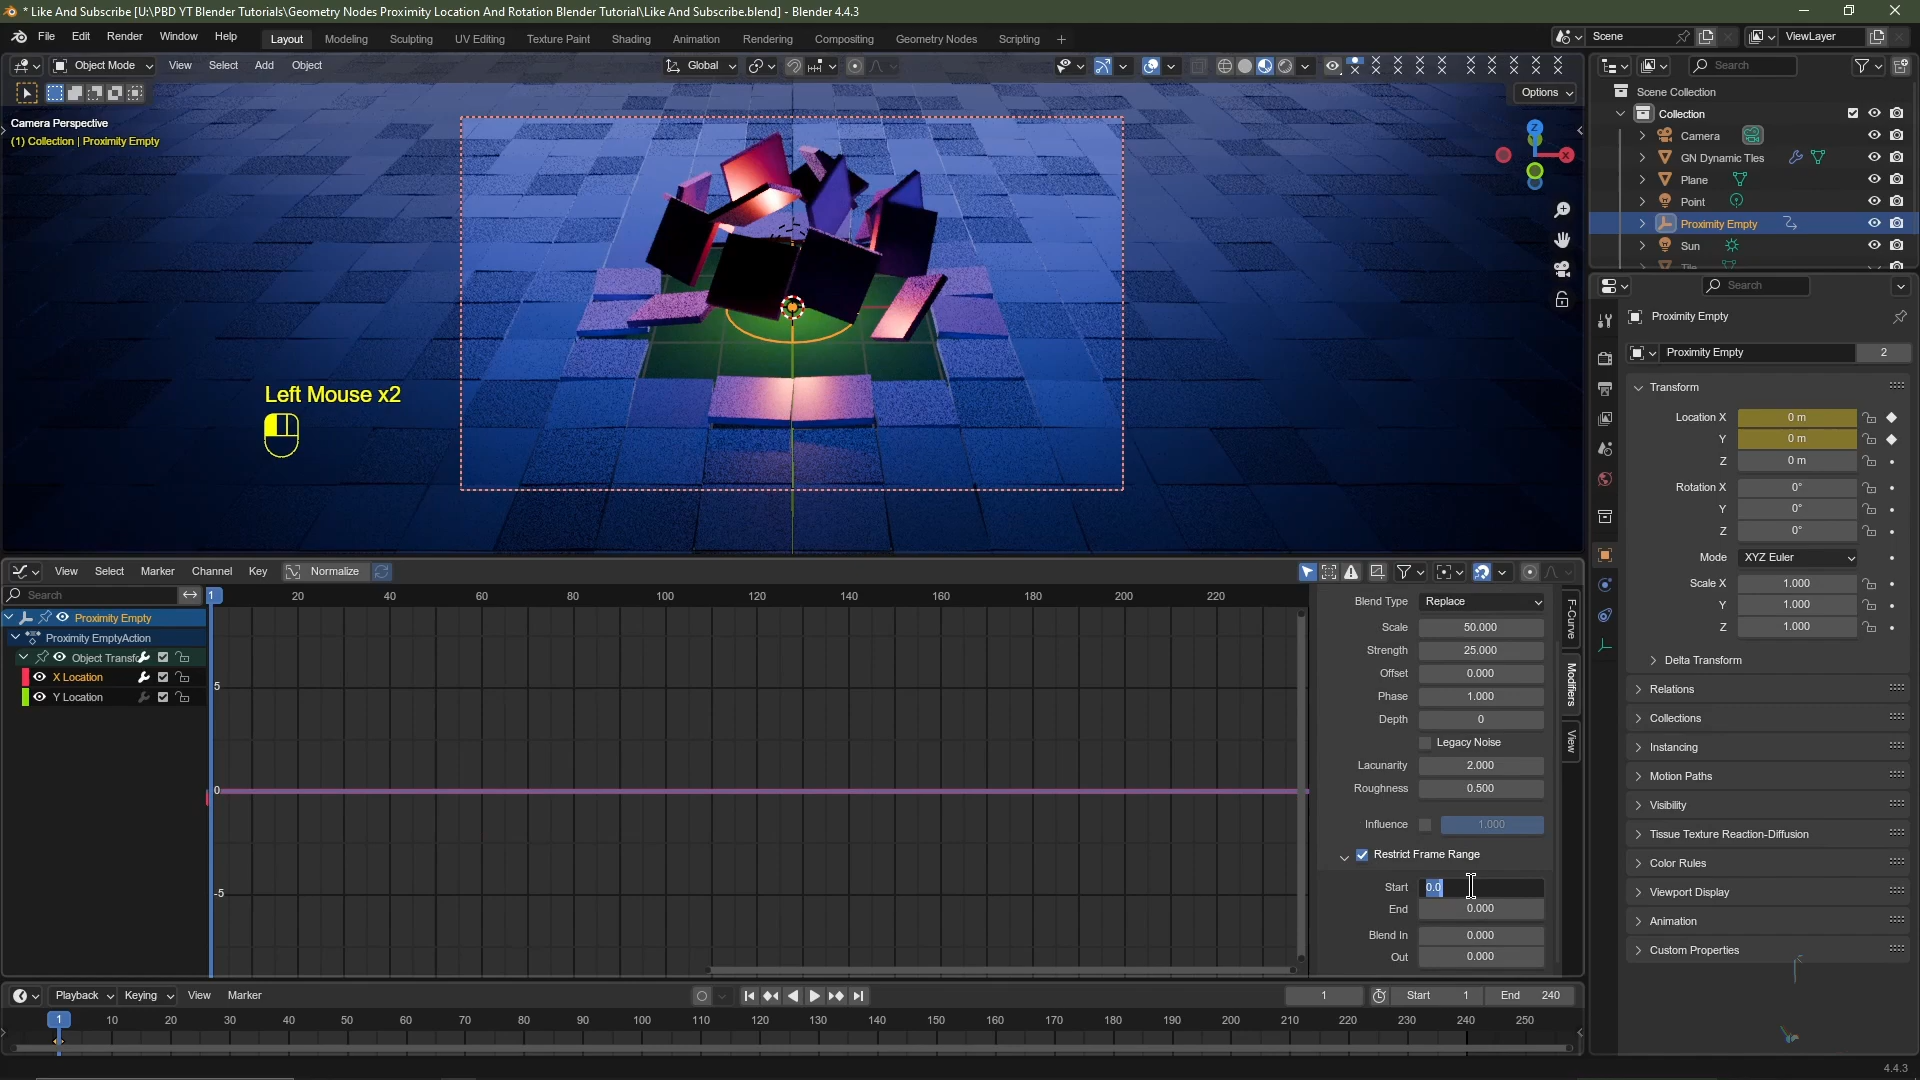 * Like And Subscribe [U:\PBD YT Blender Tutorials\Geometry Nodes Proximity Location And Rotation Blender Tutorial\Like And Subscribe.blend] - Blender 4.4.3
File Edit Render Window Help Layout Modeling Sculpting UV Editing Texture Paint Shading Animation Rendering Compositing Geometry Nodes Scripting + Scene ViewLayer
Object Mode View Select Add Object Global Search
Options
Scene Collection
Camera Perspective
(1) Collection | Proximity Empty
Collection
Camera
GN Dynamic Tiles
Plane
Point
Proximity Empty
Sun
Tile
Z
X
Search
Proximity Empty
Proximity Empty 2
Transform
Location X 0 m
Y 0 m
Z 0 m
Rotation X 0°
Y 0°
Z 0°
Mode XYZ Euler
Scale X 1.000
Y 1.000
Z 1.000
Delta Transform
Relations
Collections
Instancing
Motion Paths
Visibility
Tissue Texture Reaction-Diffusion
Color Rules
Viewport Display
Animation
Custom Properties
Left Mouse x2
View Select Marker Channel Key Normalize
Search
1 20 40 60 80 100 120 140 160 180 200 220
Proximity Empty
Proximity EmptyAction
Object Transfo
X Location
Y Location
5
0
-5
Blend Type Replace
Scale 50.000
Strength 25.000
Offset 0.000
Phase 1.000
Depth 0
Legacy Noise
Lacunarity 2.000
Roughness 0.500
Influence 1.000
Restrict Frame Range
Start 0.0
End 0.000
Blend In 0.000
Out 0.000
F-Curve
Modifiers
View
Playback Keying View Marker 1 Start 1 End 240
1 10 20 30 40 50 60 70 80 90 100 110 120 130 140 150 160 170 180 190 200 210 220 230 240 250
4.4.3